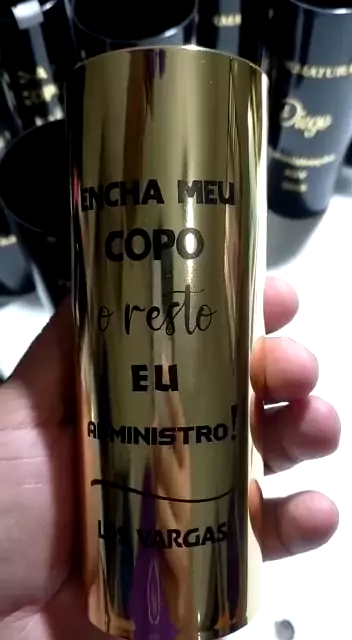 ENCHA MEU
COPO
o resto
EU
ADMINISTRO!
VARGAS
Diego